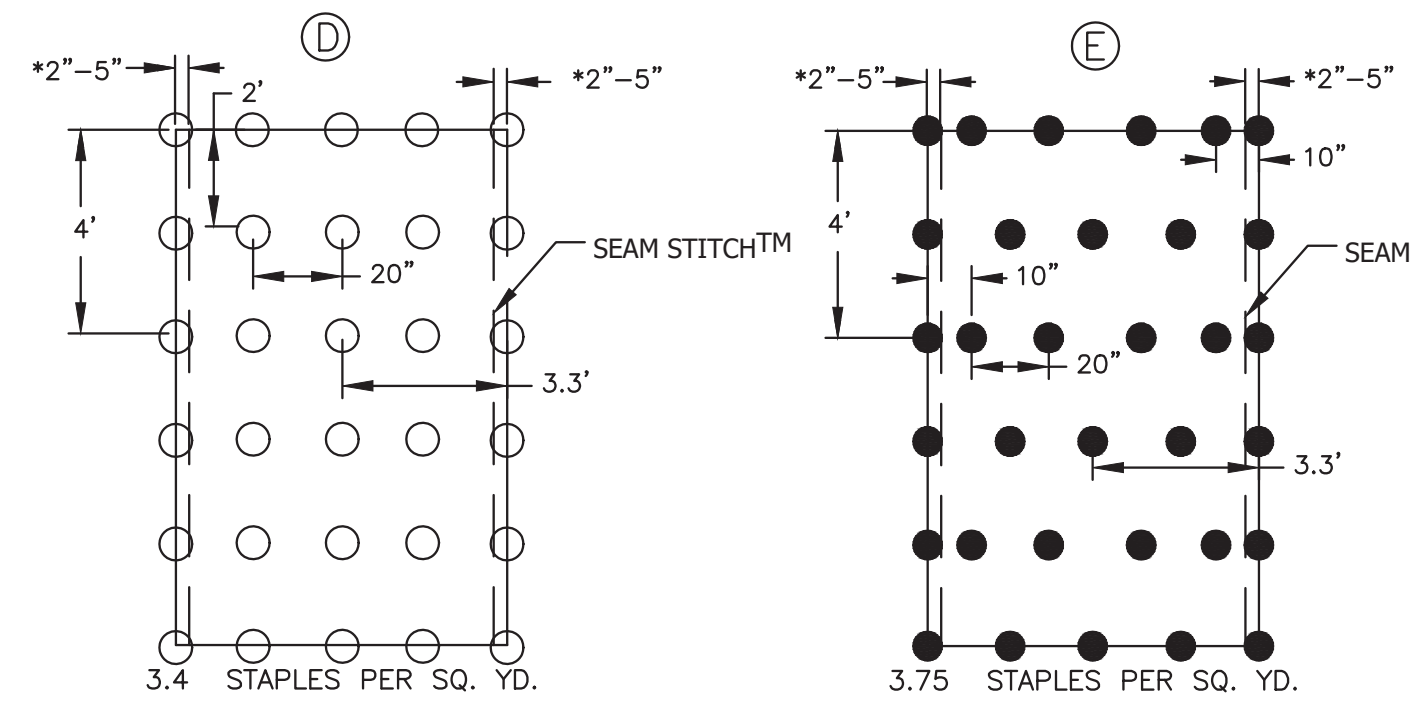 D
*2”-5”
2’
*2”-5”
4’
20”
SEAM STITCH™
3.3’
3.4 STAPLES PER SQ. YD.
E
*2”-5”
*2”-5”
10”
4’
10”
SEAM
20”
3.3’
3.75 STAPLES PER SQ. YD.